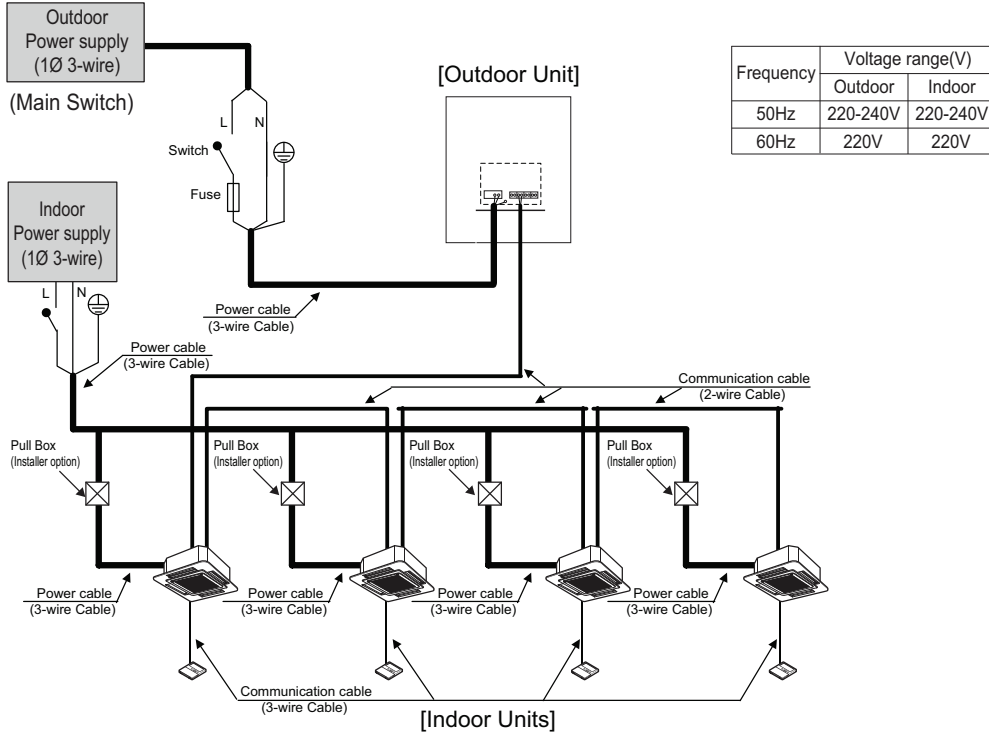 Outdoor
Power supply
(1Ø 3-wire)
(Main Switch)
L
N
Switch
Fuse
[Outdoor Unit]
Frequency
Voltage range(V)
Outdoor
Indoor
50Hz
220-240V
220-240V
60Hz
220V
220V
Indoor
Power supply
(1Ø 3-wire)
L
N
Power cable
(3-wire Cable)
Power cable
(3-wire Cable)
Communication cable
(2-wire Cable)
Pull Box
(Installer option)
Pull Box
(Installer option)
Pull Box
(Installer option)
Pull Box
(Installer option)
Power cable
(3-wire Cable)
Power cable
(3-wire Cable)
Power cable
(3-wire Cable)
Power cable
(3-wire Cable)
Communication cable
(3-wire Cable)
[Indoor Units]